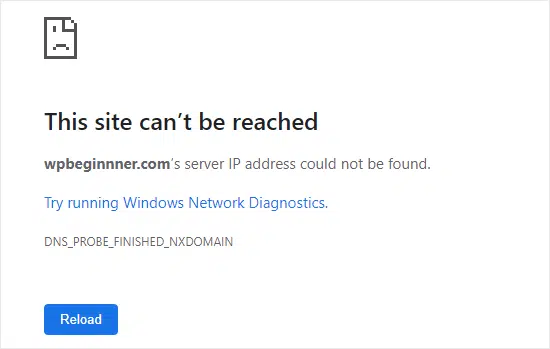 This site can’t be reached
wpbeginnner.com’s server IP address could not be found.
Try running Windows Network Diagnostics.
DNS_PROBE_FINISHED_NXDOMAIN
Reload